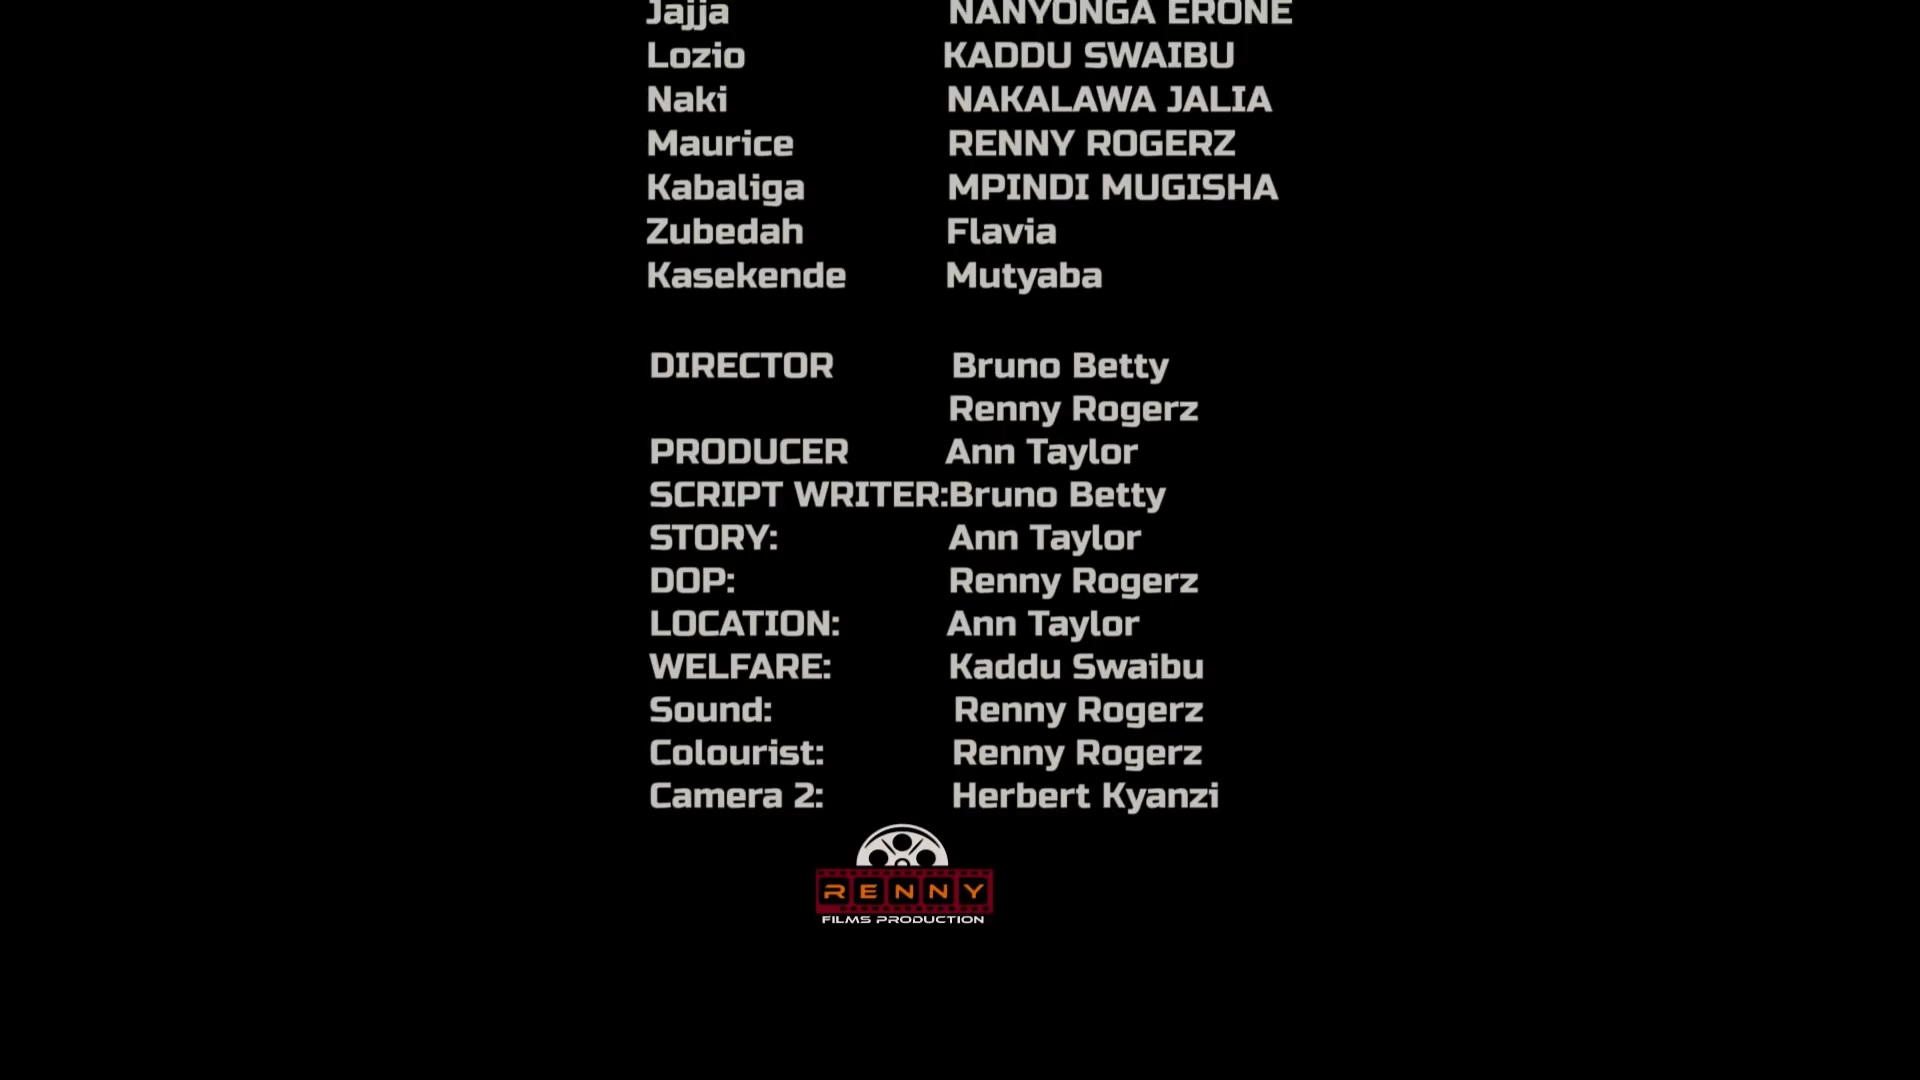 Jajja NANYONGA ERONE
Lozio KADDU SWAIBU
Naki NAKALAWA JALIA
Maurice RENNY ROGERZ
Kabaliga MPINDI MUGISHA
Zubedah Flavia
Kasekende Mutyaba
DIRECTOR Bruno Betty
Renny Rogerz
PRODUCER Ann Taylor
SCRIPT WRITER:Bruno Betty
STORY: Ann Taylor
DOP: Renny Rogerz
LOCATION: Ann Taylor
WELFARE: Kaddu Swaibu
Sound: Renny Rogerz
Colourist: Renny Rogerz
Camera 2: Herbert Kyanzi
RENNY
FILMS PRODUCTION